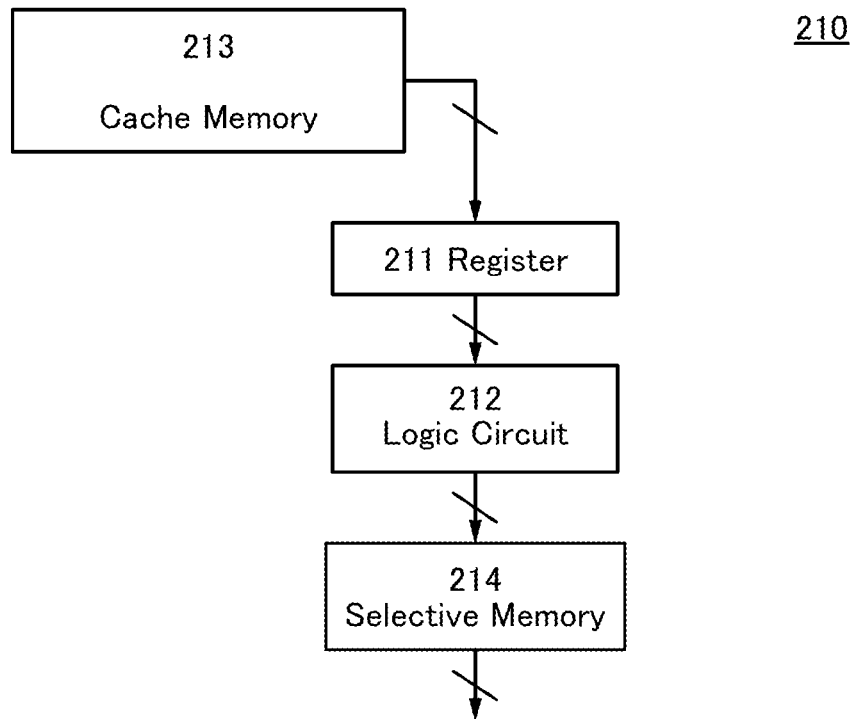 210
213
Cache Memory
211 Register
212
Logic Circuit
214
Selective Memory